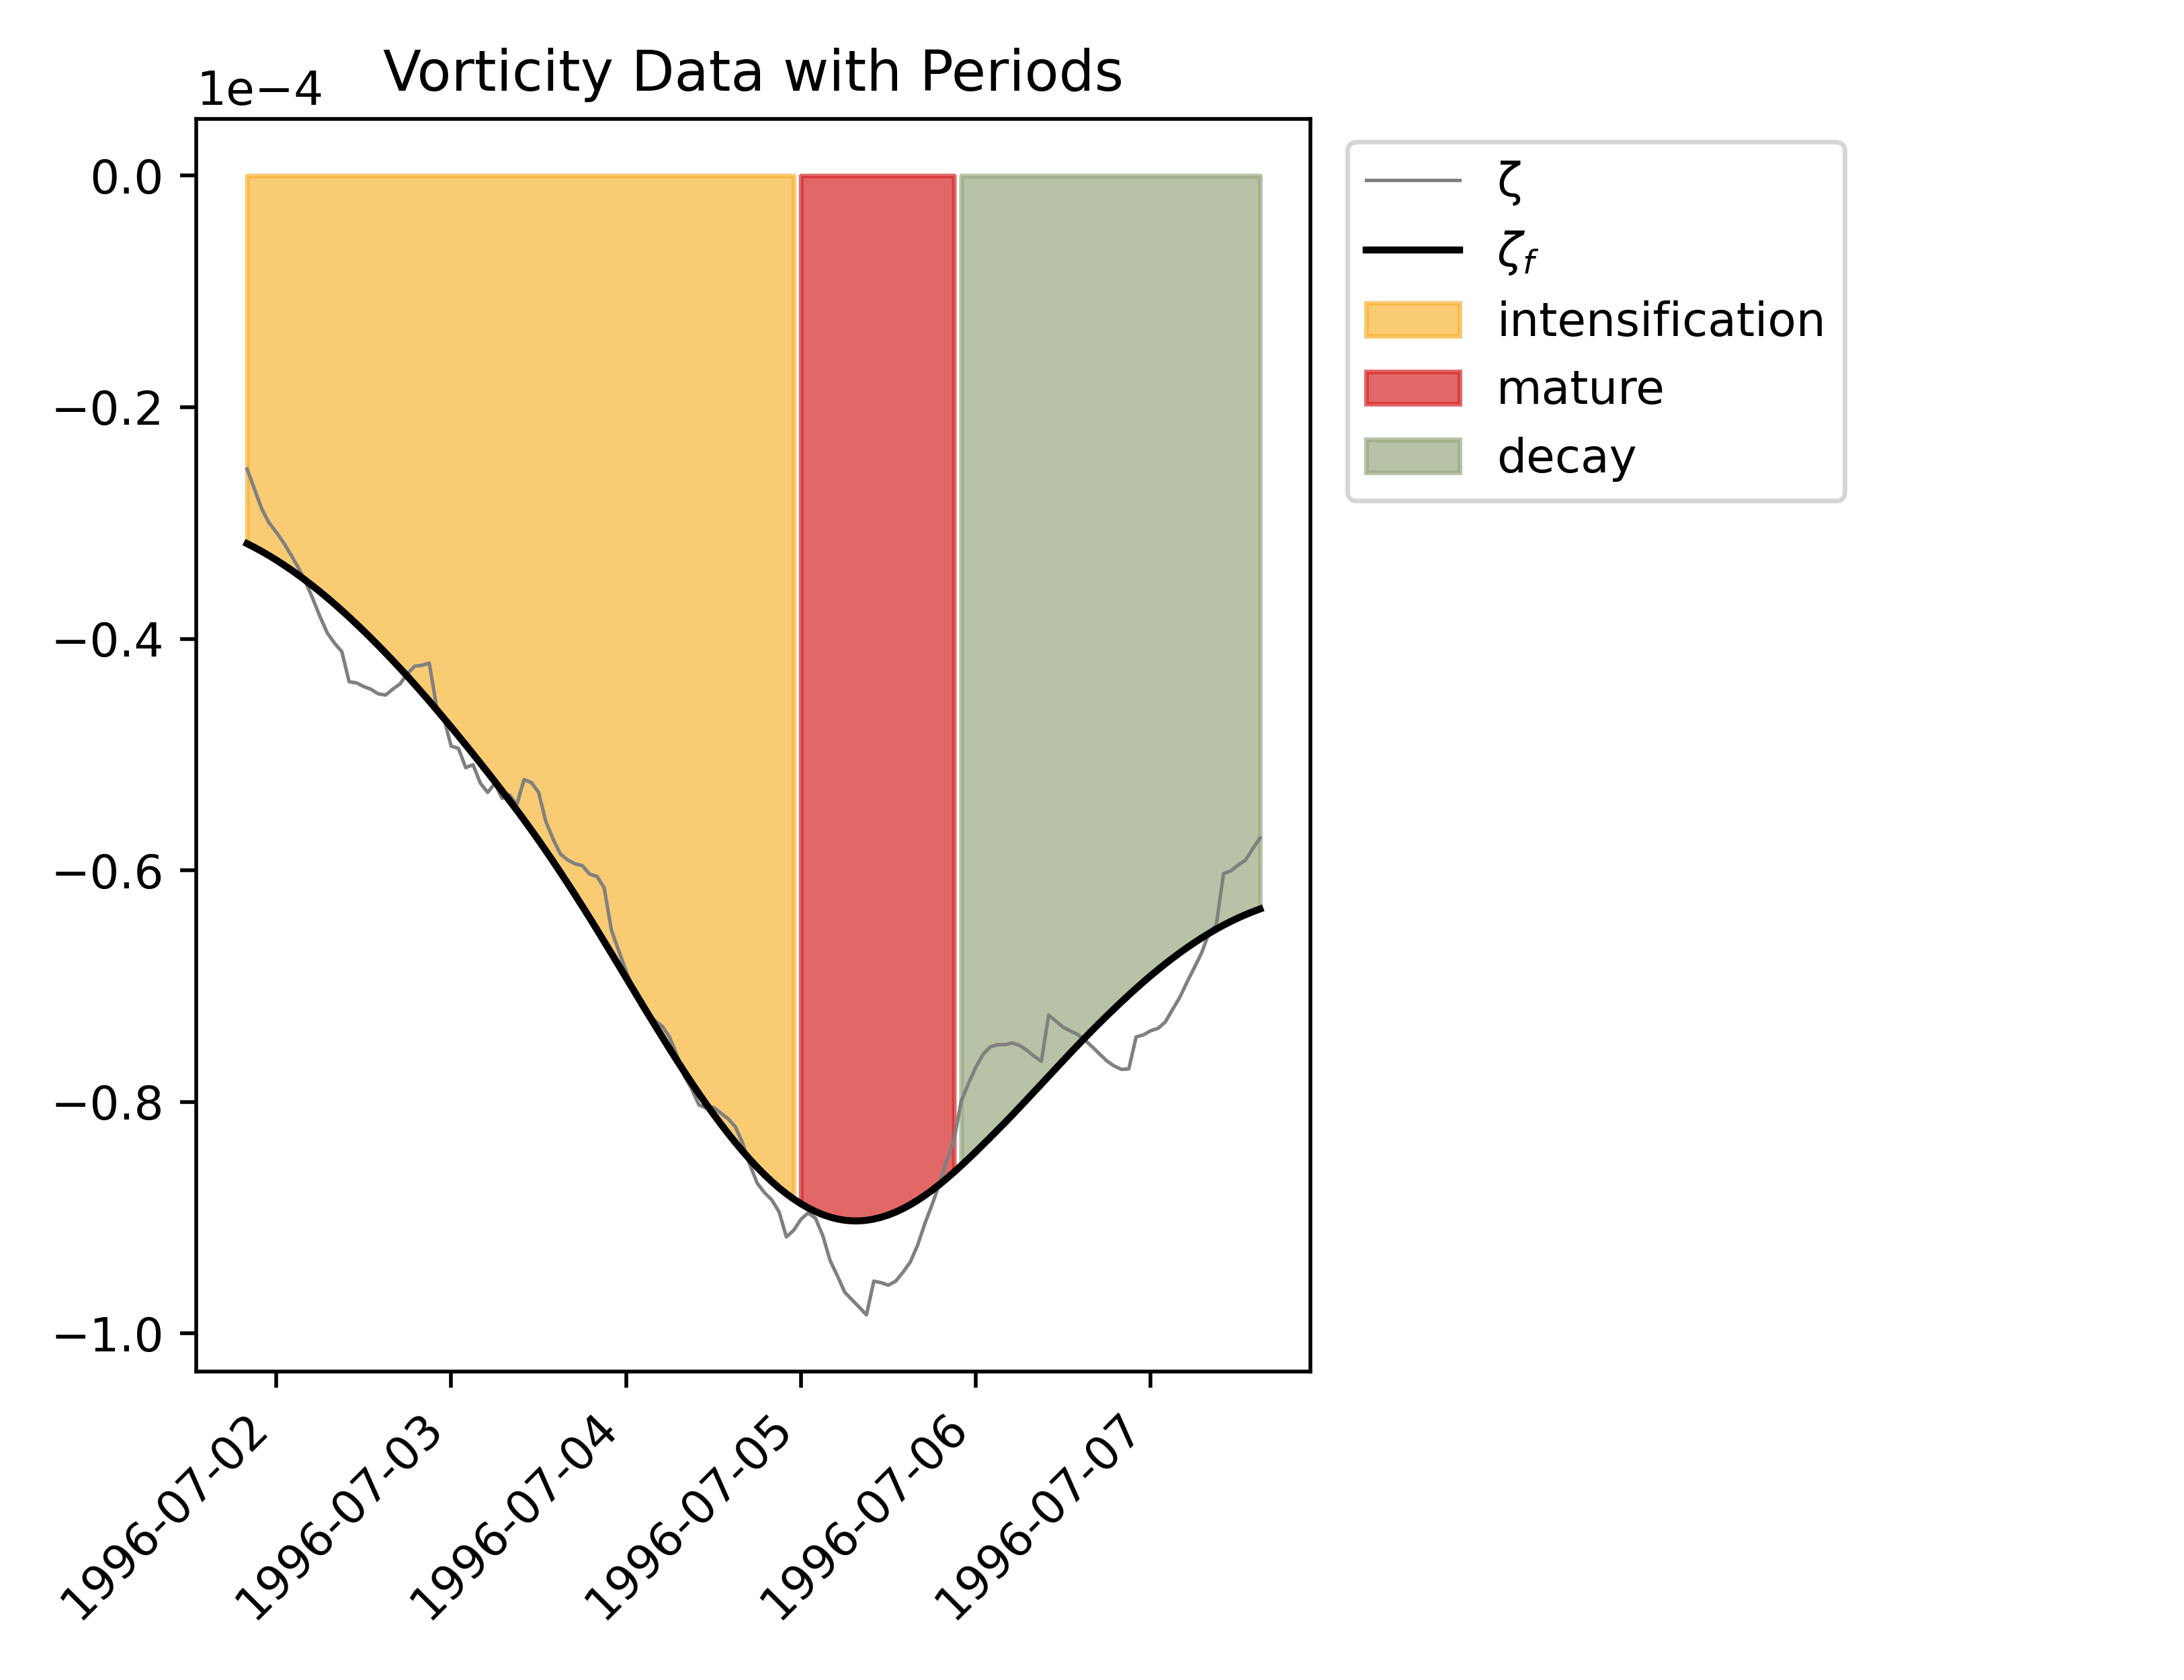 Vorticity Data with Periods
1e−4
0.0
−0.2
−0.4
−0.6
−0.8
−1.0
1996-07-02
1996-07-03
1996-07-04
1996-07-05
1996-07-06
1996-07-07
ζ
ζf
intensification
mature
decay